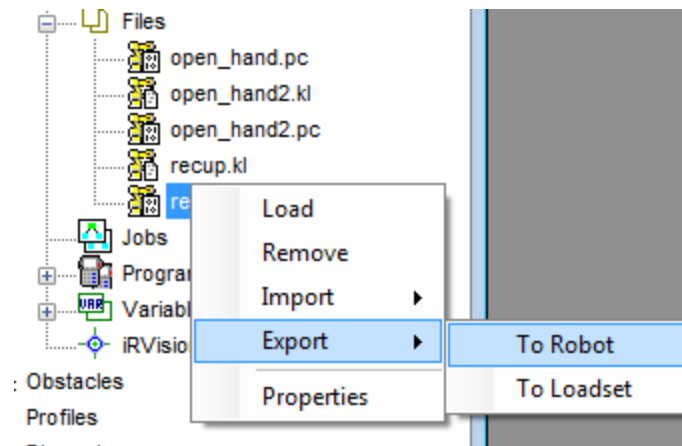 Files
open_hand.pc
open_hand2.kl
open_hand2.pc
recup.kl
re
Load
Jobs
Remove
Progra
Import
Variabl
iRVisio
Export
To Robot
Obstacles
Properties
To Loadset
Profiles